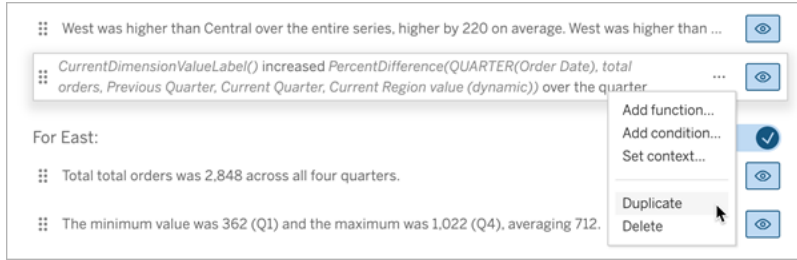 West was higher than Central over the entire series, higher by 220 on average. West was higher than ...
CurrentDimensionValueLabel() increased PercentDifference(QUARTER(Order Date), total
orders, Previous Quarter, Current Quarter, Current Region value (dynamic)) over the quarter
...
Add function...
Add condition...
Set context...
Duplicate
Delete
For East:
Total total orders was 2,848 across all four quarters.
The minimum value was 362 (Q1) and the maximum was 1,022 (Q4), averaging 712.